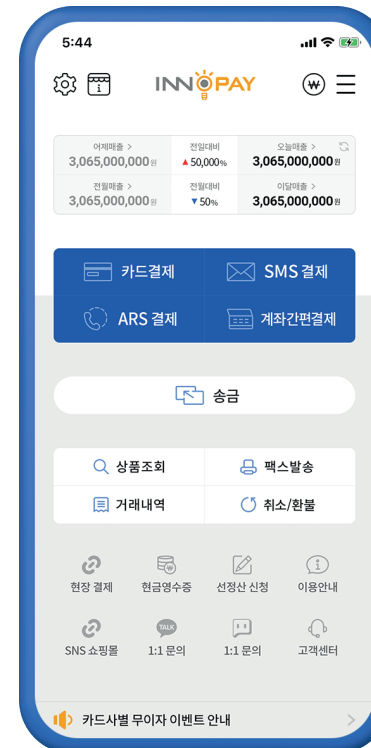 5:44
INNOPAY
어제매출 > 전일대비 오늘매출 >
3,065,000,000원 ▲ 50,000% 3,065,000,000원
전월매출 > 전월대비 이달매출 >
3,065,000,000원 ▼ 50% 3,065,000,000원
카드결제 SMS 결제
ARS 결제 계좌간편결제
송금
상품조회 팩스발송
거래내역 취소/환불
현장 결제 현금영수증 선정산 신청 이용안내
TALK
SNS 쇼핑몰 1:1 문의 1:1 문의 고객센터
카드사별 무이자 이벤트 안내 >